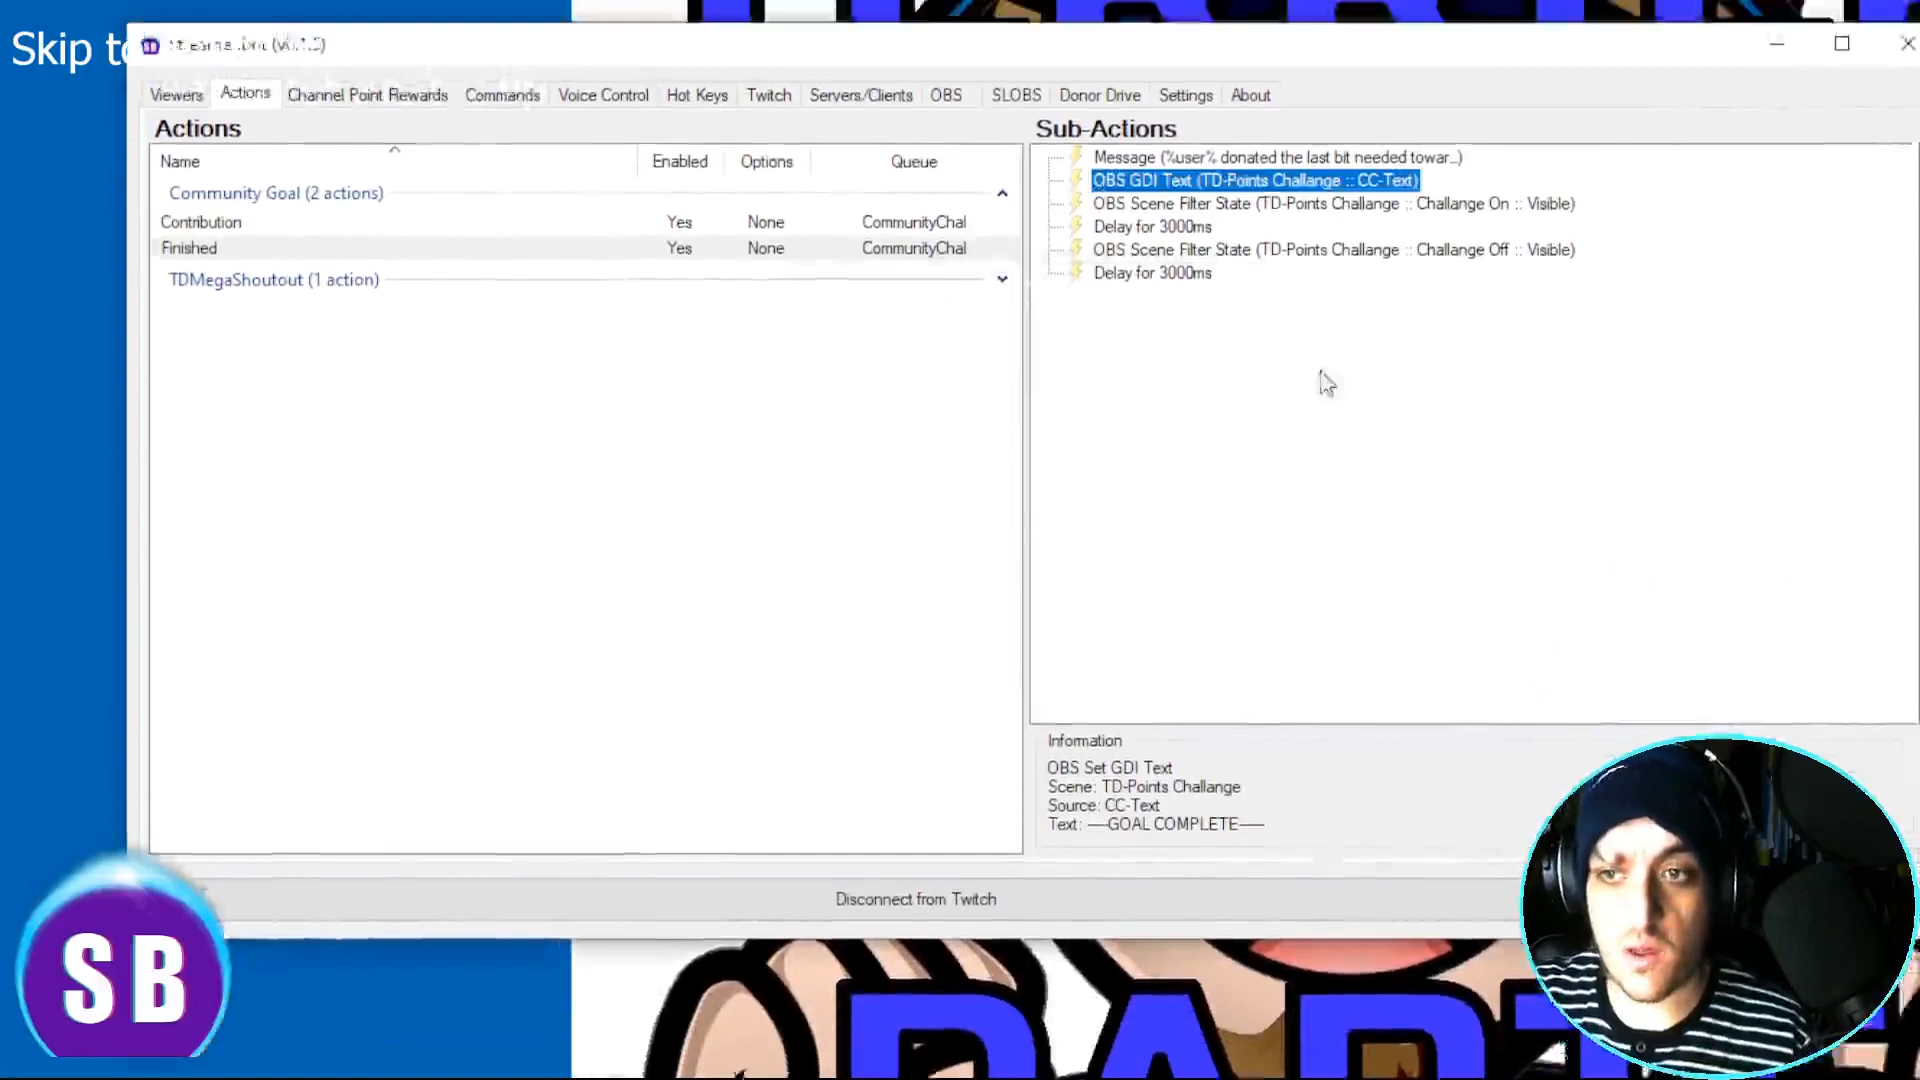 Skip to
Viewers Actions Channel Point Rewards Commands Voice Control Hot Keys Twitch Servers/Clients OBS SLOBS Donor Drive Settings About
Actions
Name Enabled Options Queue
Community Goal (2 actions)
Contribution Yes None CommunityChal
Finished Yes None CommunityChal
TDMegaShoutout (1 action)
Sub-Actions
Message (%user% donated the last bit needed towar...)
OBS GDI Text (TD-Points Challange :: CC-Text)
OBS Scene Filter State (TD-Points Challange :: Challange On :: Visible)
Delay for 3000ms
OBS Scene Filter State (TD-Points Challange :: Challange Off :: Visible)
Delay for 3000ms
Information
OBS Set GDI Text
Scene: TD-Points Challange
Source: CC-Text
Text: ----GOAL COMPLETE-----
Disconnect from Twitch
SB